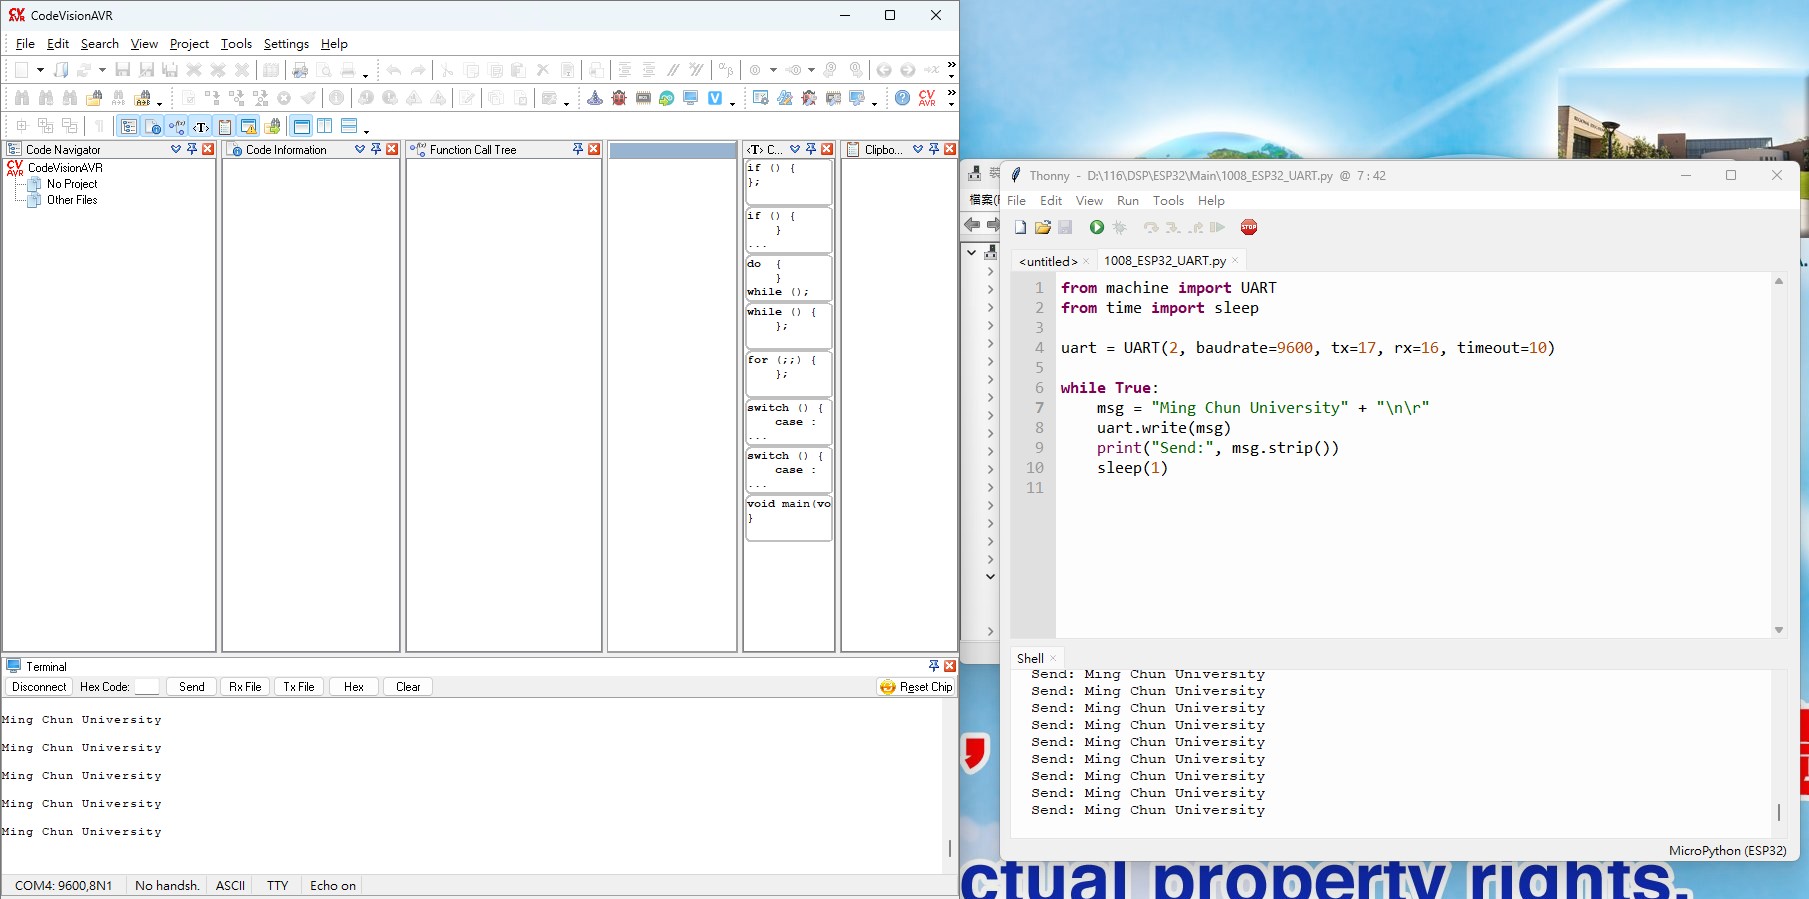 CodeVisionAVR
File Edit Search View Project Tools Settings Help
Code Navigator
CodeVisionAVR
No Project
Other Files
Code Information
Function Call Tree
<T> C...
if () {
};
if () {
}
...
do {
}
while ();
while () {
};
for (;;) {
};
switch () {
case :
...
switch () {
case :
...
void main(vo
}
Clipbo...
Terminal
Disconnect Hex Code: Send Rx File Tx File Hex Clear Reset Chip
Ming Chun University
Ming Chun University
Ming Chun University
Ming Chun University
Ming Chun University
COM4: 9600,8N1 No handsh. ASCII TTY Echo on
檔案(F
Thonny - D:\116\DSP\ESP32\Main\1008_ESP32_UART.py @ 7:42
File Edit View Run Tools Help
STOP
<untitled> × 1008_ESP32_UART.py ×
1 from machine import UART
2 from time import sleep
3
4 uart = UART(2, baudrate=9600, tx=17, rx=16, timeout=10)
5
6 while True:
7 msg = "Ming Chun University" + "\n\r"
8 uart.write(msg)
9 print("Send:", msg.strip())
10 sleep(1)
11
Shell ×
Send: Ming Chun University
Send: Ming Chun University
Send: Ming Chun University
Send: Ming Chun University
Send: Ming Chun University
Send: Ming Chun University
Send: Ming Chun University
Send: Ming Chun University
Send: Ming Chun University
MicroPython (ESP32)
ctual property rights.